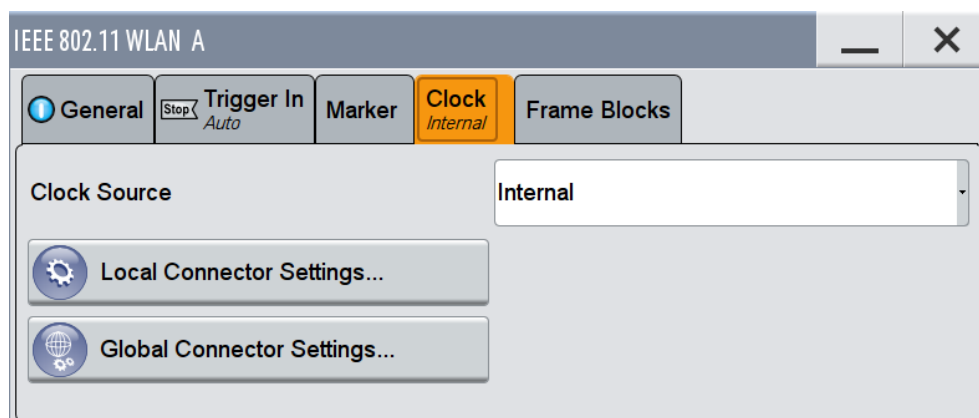 IEEE 802.11 WLAN A
General
Stop
Trigger In
Auto
Marker
Clock
Internal
Frame Blocks
Clock Source
Internal
Local Connector Settings...
Global Connector Settings...